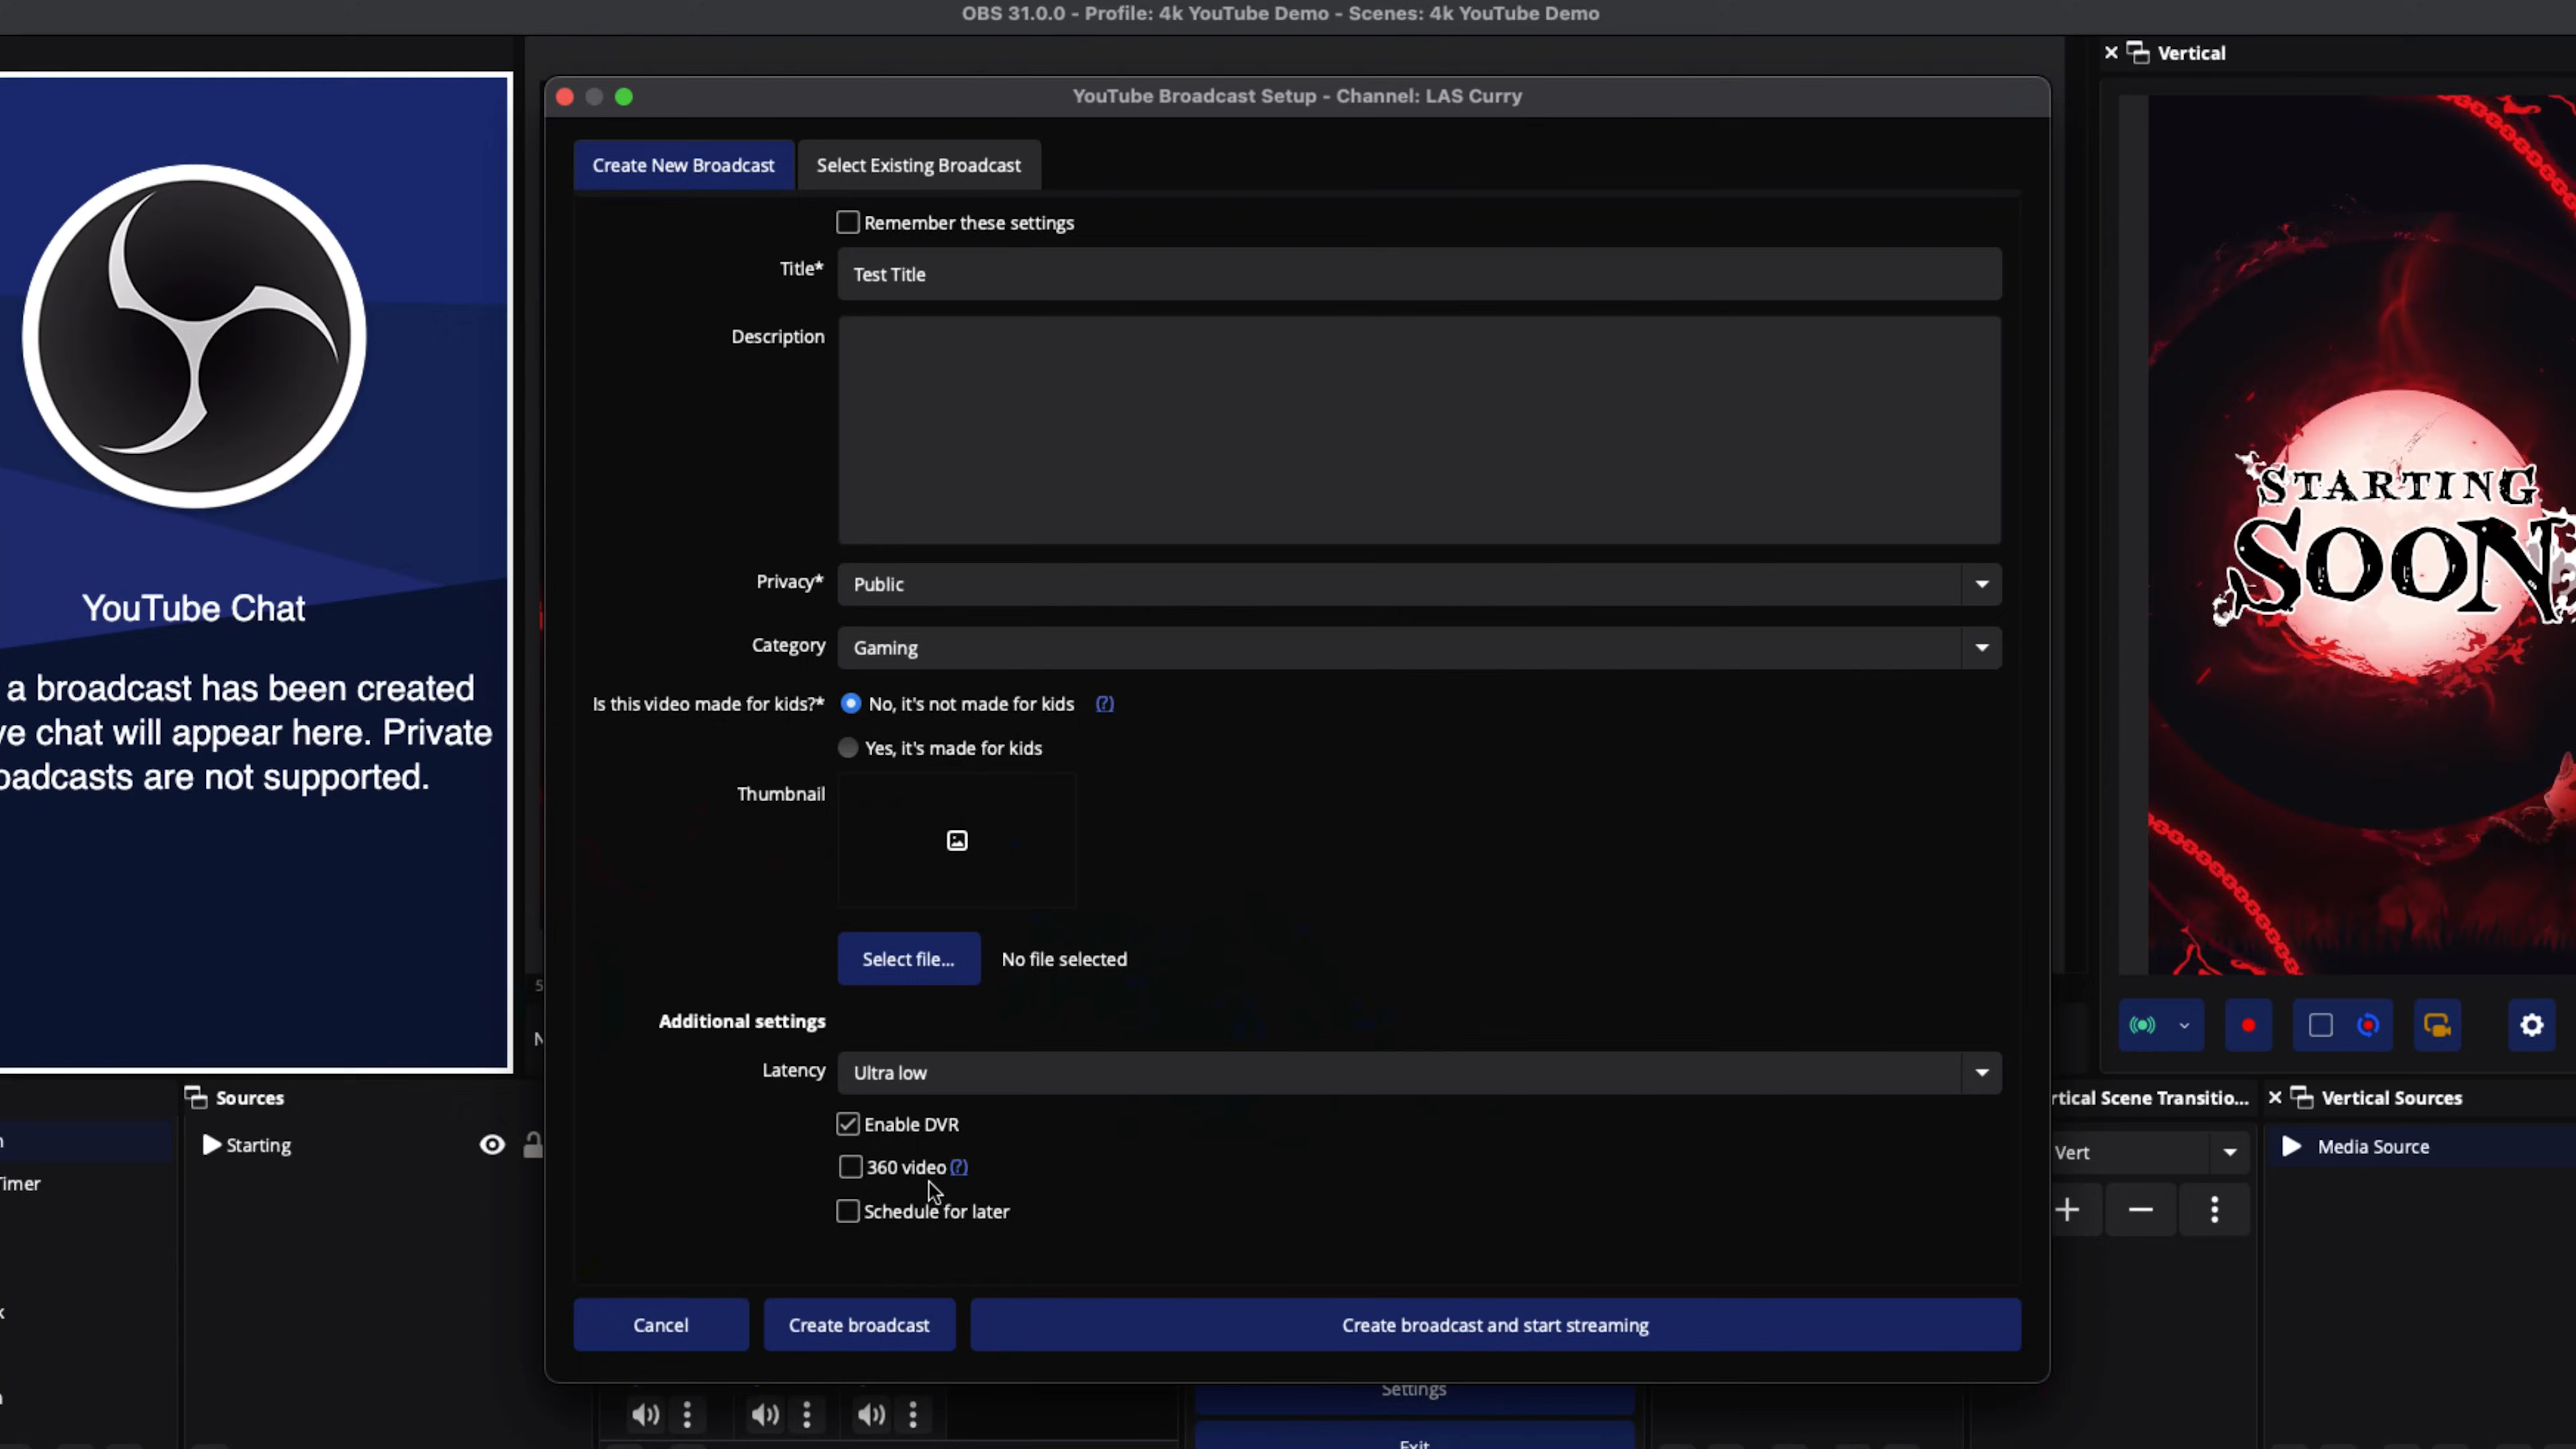 OBS 31.0.0 - Profile: 4k YouTube Demo - Scenes: 4k YouTube Demo
YouTube Chat
a broadcast has been created
ve chat will appear here. Private
oadcasts are not supported.
Sources
Starting
Timer
YouTube Broadcast Setup - Channel: LAS Curry
Create New Broadcast
Select Existing Broadcast
Remember these settings
Title*
Test Title
Description
Privacy*
Public
Category
Gaming
Is this video made for kids?*
No, it's not made for kids
(?)
Yes, it's made for kids
Thumbnail
Select file...
No file selected
Additional settings
Latency
Ultra low
Enable DVR
360 video (?)
Schedule for later
Cancel
Create broadcast
Create broadcast and start streaming
Settings
Exit
Vertical
STARTING
SOON
rtical Scene Transitio...
Vertical Sources
Vert
Media Source